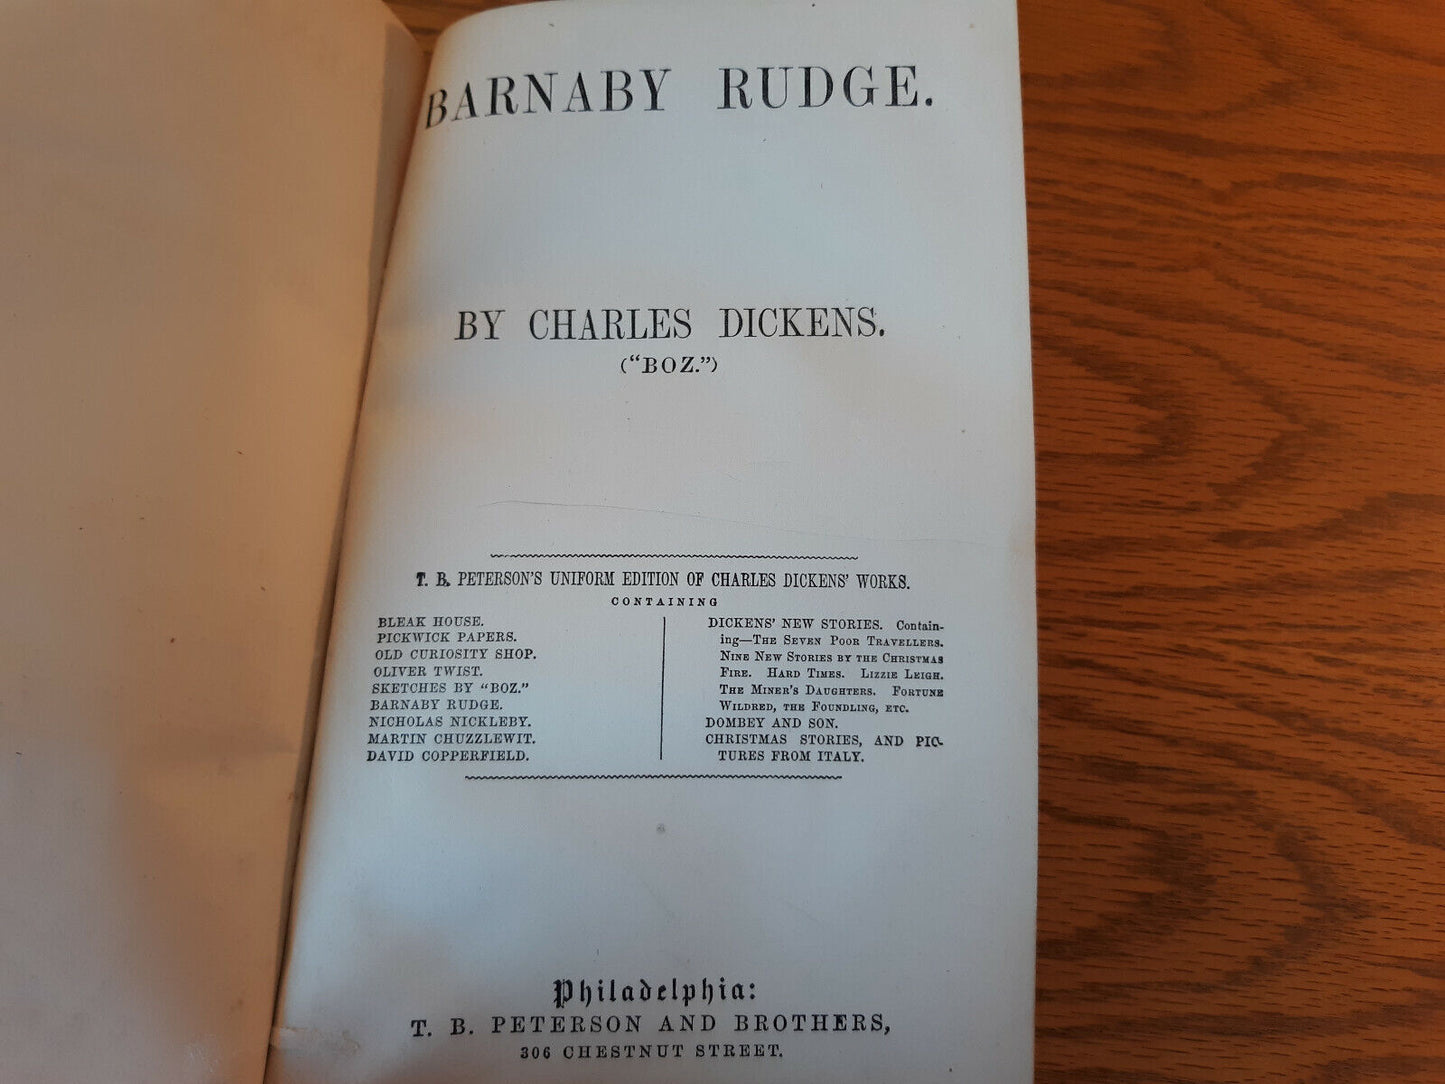 BARNABY RUDGE.
BY CHARLES DICKENS.
("BOZ.")
T. B. PETERSON'S UNIFORM EDITION OF CHARLES DICKENS' WORKS.
CONTAINING
BLEAK HOUSE.
PICKWICK PAPERS.
OLD CURIOSITY SHOP.
OLIVER TWIST.
SKETCHES BY "BOZ."
BARNABY RUDGE.
NICHOLAS NICKLEBY.
MARTIN CHUZZLEWIT.
DAVID COPPERFIELD.
DICKENS' NEW STORIES. Contain-
ing—The Seven Poor Travellers.
Nine New Stories by the Christmas
Fire. Hard Times. Lizzie Leigh.
The Miner's Daughters. Fortune
Wildred, the Foundling, etc.
DOMBEY AND SON.
CHRISTMAS STORIES, AND PIC-
TURES FROM ITALY.
Philadelphia:
T. B. PETERSON AND BROTHERS,
306 CHESTNUT STREET.